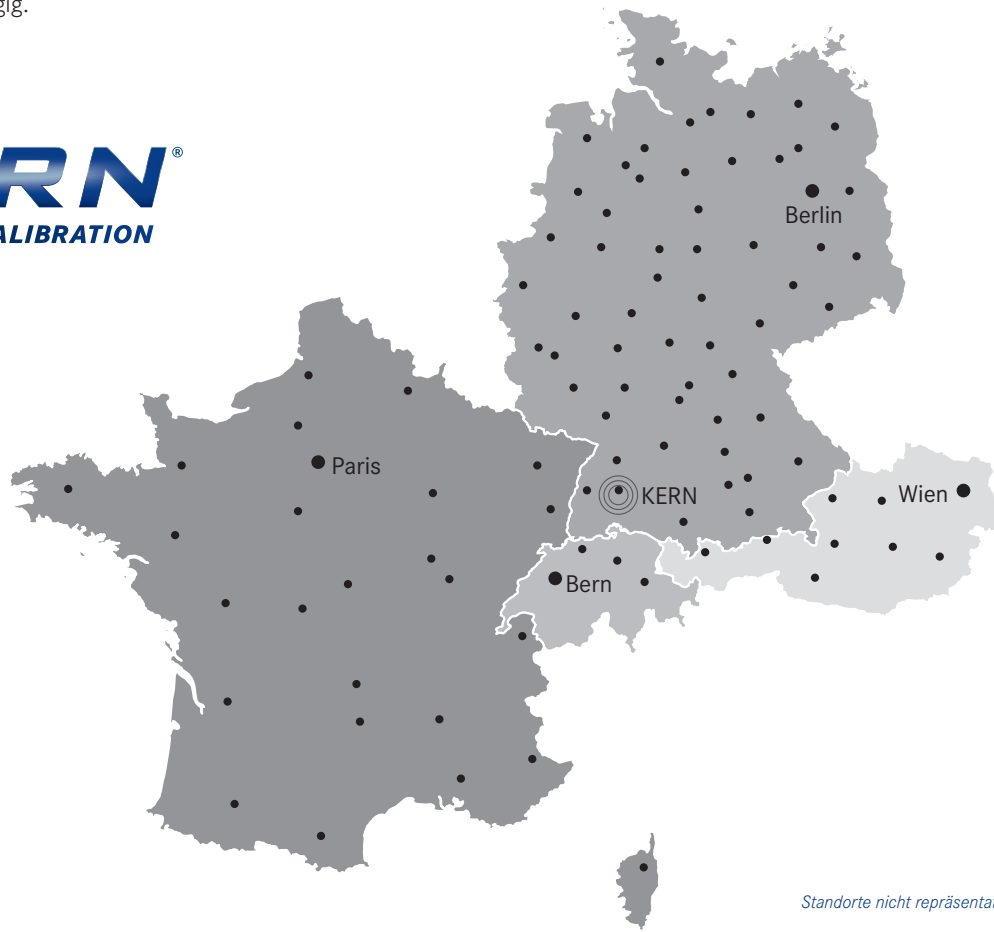 gig.
RN®
ALIBRATION
Berlin
Paris
KERN
Wien
Bern
Standorte nicht repräsentat